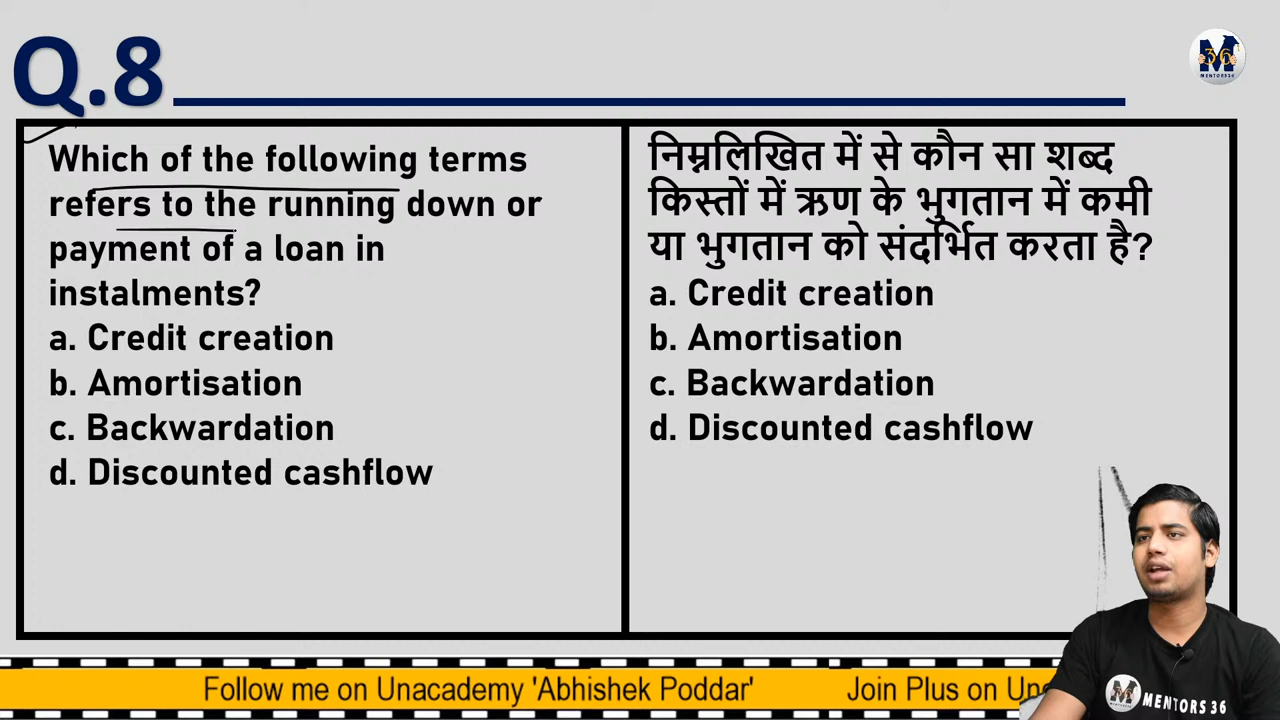 Q.8
36
MENTORS36
Which of the following terms
refers to the running down or
payment of a loan in
instalments?
a. Credit creation
b. Amortisation
c. Backwardation
d. Discounted cashflow
निम्नलिखित में से कौन सा शब्द
किस्तों में ऋण के भुगतान में कमी
या भुगतान को संदर्भित करता है?
a. Credit creation
b. Amortisation
c. Backwardation
d. Discounted cashflow
Follow me on Unacademy 'Abhishek Poddar'
Join Plus on
MENTORS 36